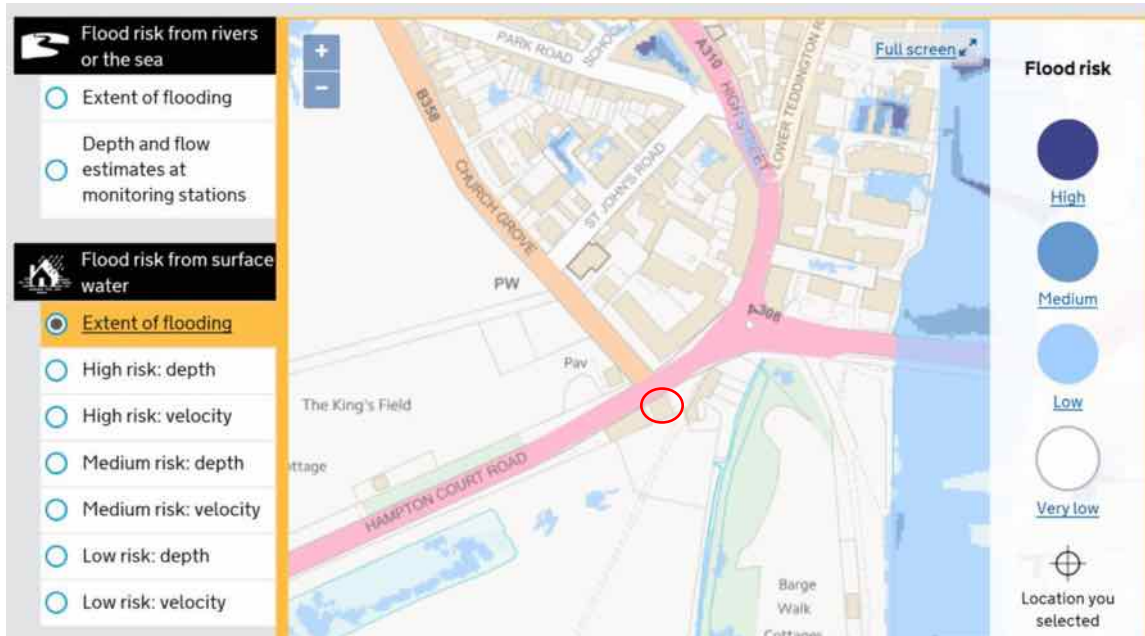 Flood risk from rivers
or the sea
Extent of flooding
Depth and flow
estimates at
monitoring stations
Flood risk from surface
water
Extent of flooding
High risk: depth
High risk: velocity
Medium risk: depth
Medium risk: velocity
Low risk: depth
Low risk: velocity
+
−
Full screen
PARK ROAD
SCHOOL
A310
HIGH STREET
LOWER TEDDINGTON R
B358
CHURCH GROVE
ST JOHN'S ROAD
PW
A308
Pav
The King's Field
ttage
HAMPTON COURT ROAD
Barge
Walk
Cottages
Flood risk
High
Medium
Low
Very low
Location you
selected